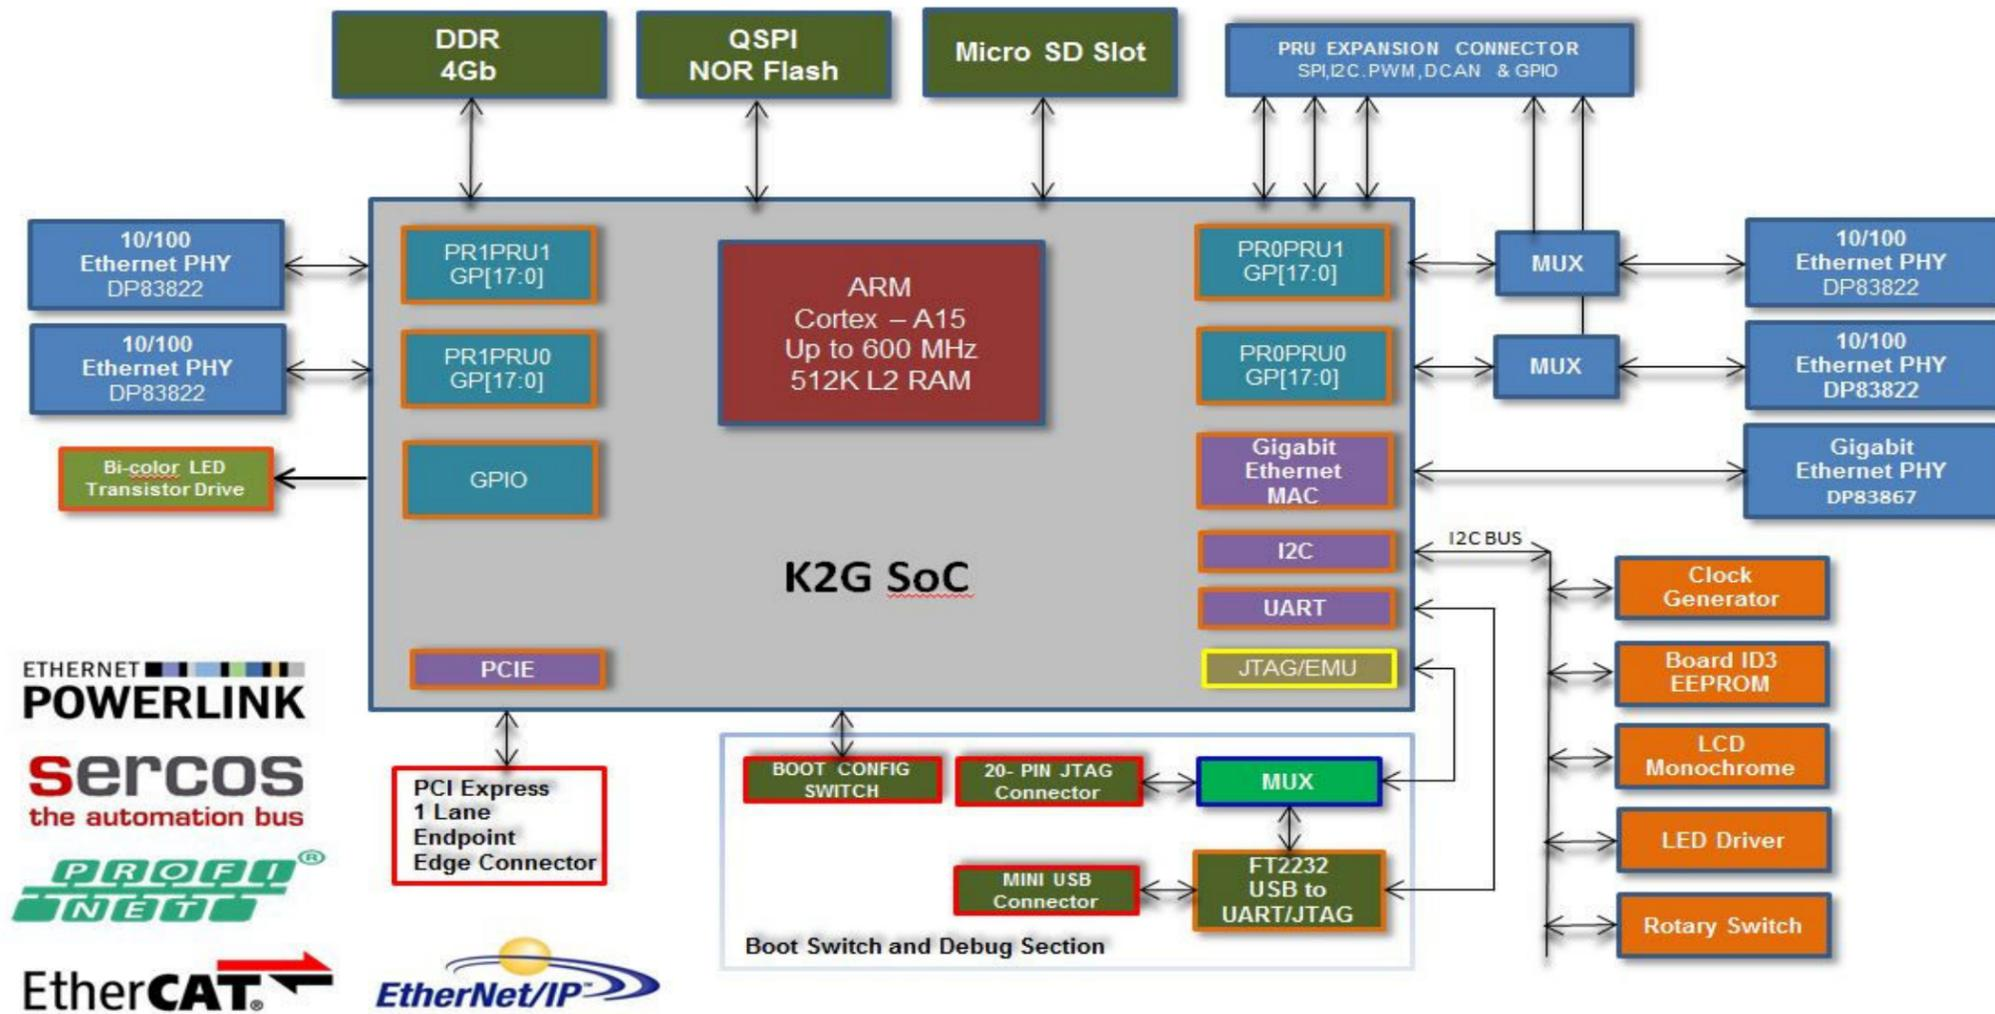 DDR
4Gb
QSPI
NOR Flash
Micro SD Slot
PRU EXPANSION CONNECTOR
SPI,I2C.PWM,DCAN & GPIO
10/100
Ethernet PHY
DP83822
10/100
Ethernet PHY
DP83822
Bi-color LED
Transistor Drive
PR1PRU1
GP[17:0]
PR1PRU0
GP[17:0]
GPIO
PCIE
ARM
Cortex – A15
Up to 600 MHz
512K L2 RAM
K2G SoC
PR0PRU1
GP[17:0]
PR0PRU0
GP[17:0]
Gigabit
Ethernet
MAC
I2C
UART
JTAG/EMU
MUX
MUX
10/100
Ethernet PHY
DP83822
10/100
Ethernet PHY
DP83822
Gigabit
Ethernet PHY
DP83867
I2C BUS
Clock
Generator
Board ID3
EEPROM
LCD
Monochrome
LED Driver
Rotary Switch
PCI Express
1 Lane
Endpoint
Edge Connector
BOOT CONFIG
SWITCH
20- PIN JTAG
Connector
MUX
MINI USB
Connector
FT2232
USB to
UART/JTAG
Boot Switch and Debug Section
ETHERNET
POWERLINK
sercos
the automation bus
PROFI®
NET
EtherCAT®
EtherNet/IP™